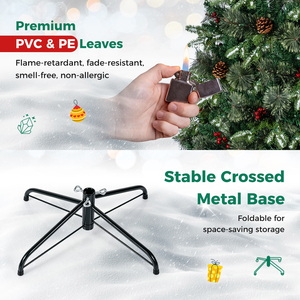 Premium
PVC & PE Leaves
Flame-retardant, fade-resistant,
smell-free, non-allergic
Stable Crossed
Metal Base
Foldable for
space-saving storage